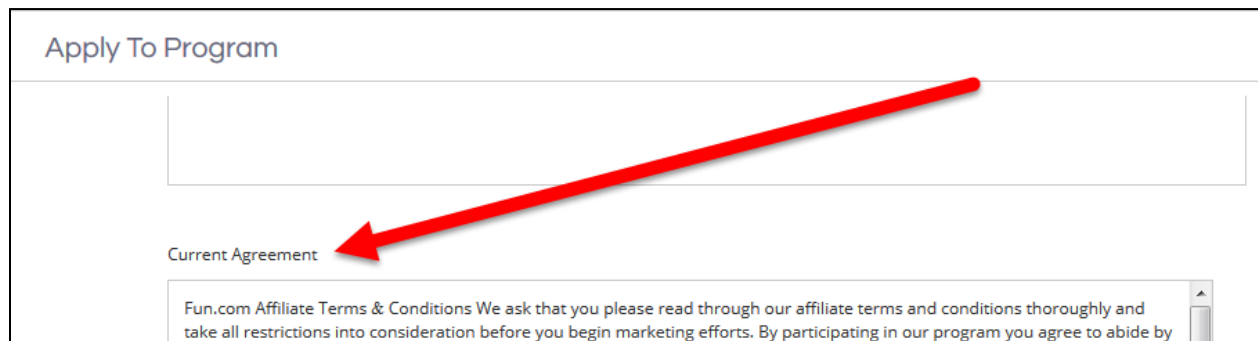 Apply To Program
Current Agreement
Fun.com Affiliate Terms & Conditions We ask that you please read through our affiliate terms and conditions thoroughly and
take all restrictions into consideration before you begin marketing efforts. By participating in our program you agree to abide by